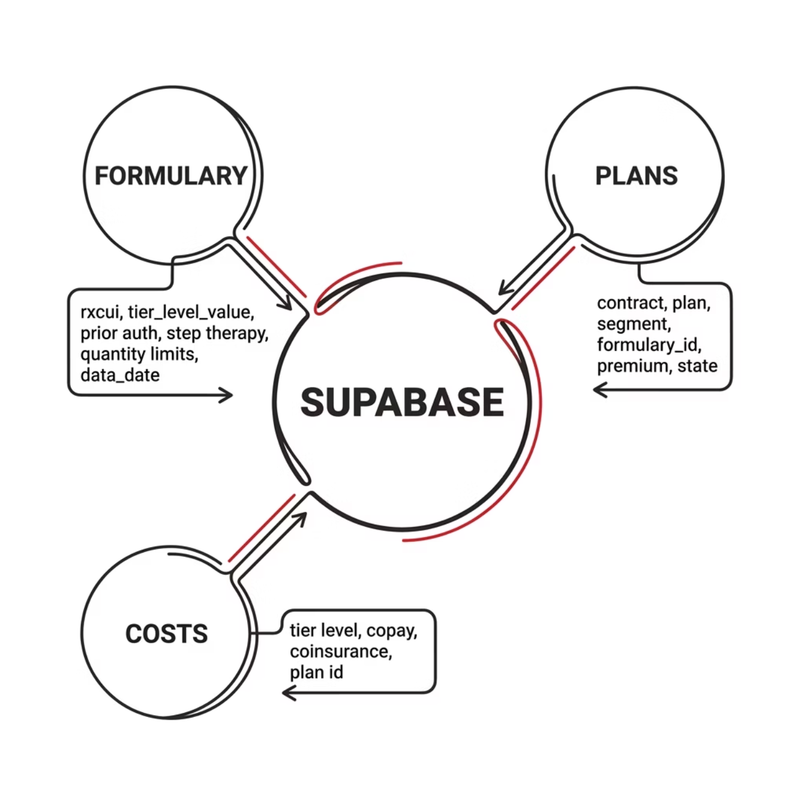 FORMULARY
PLANS
rxcui, tier_level_value,
prior auth, step therapy,
quantity limits,
data_date
contract, plan,
segment,
formulary_id,
premium, state
SUPABASE
COSTS
tier level, copay,
coinsurance,
plan id